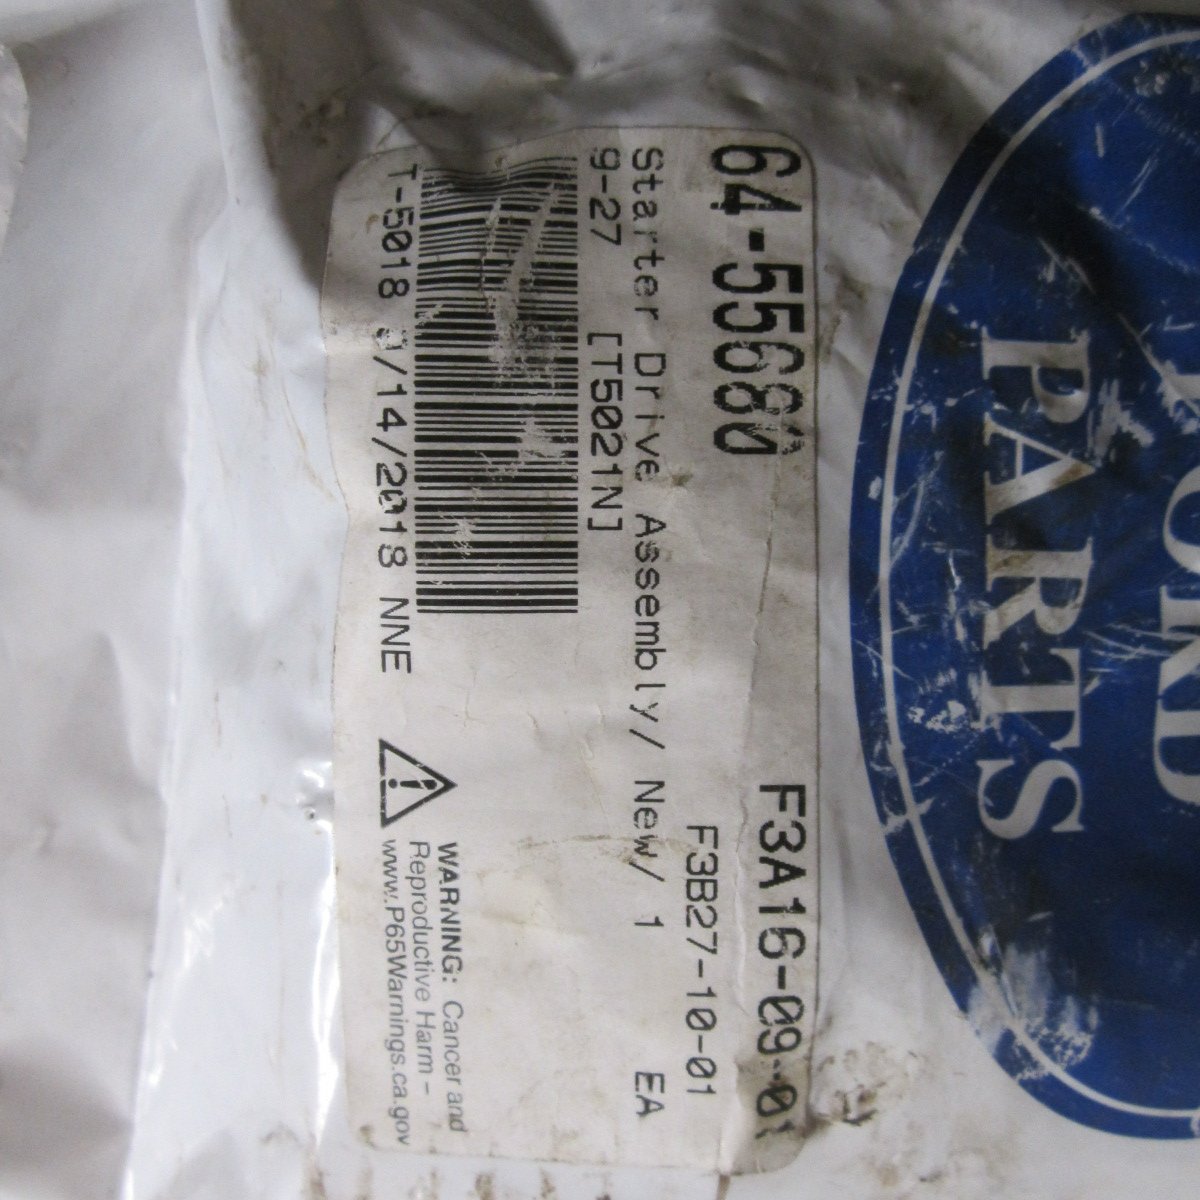 ORD
PARTS
F3A16-09-01
64-55680
F3B27-10-01
Starter Drive Assembly/ New/ 1 EA
9-27 [T5021N]
T-5018 /14/2018 NNE
WARNING: Cancer and
Reproductive Harm -
www.P65Warnings.ca.gov